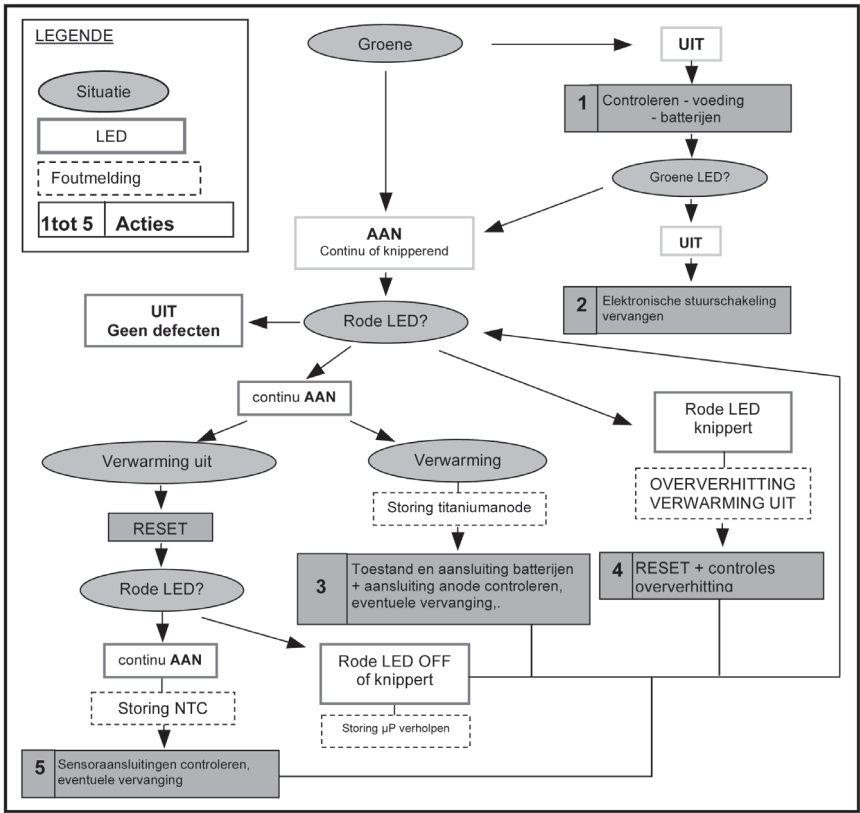 LEGENDE
Situatie
LED
Foutmelding
1tot 5 Acties
Groene
UIT
1 Controleren - voeding
- batterijen
Groene LED?
UIT
2 Elektronische stuurschakeling
vervangen
AAN
Continu of knipperend
Rode LED?
UIT
Geen defecten
continu AAN
Rode LED
knippert
OVERVERHITTING
VERWARMING UIT
4 RESET + controles
oververhitting
Verwarming uit
Verwarming
Storing titaniumanode
3 Toestand en aansluiting batterijen
+ aansluiting anode controleren,
eventuele vervanging,.
RESET
Rode LED?
continu AAN
Storing NTC
Rode LED OFF
of knippert
Storing µP verholpen
5 Sensoraansluitingen controleren,
eventuele vervanging